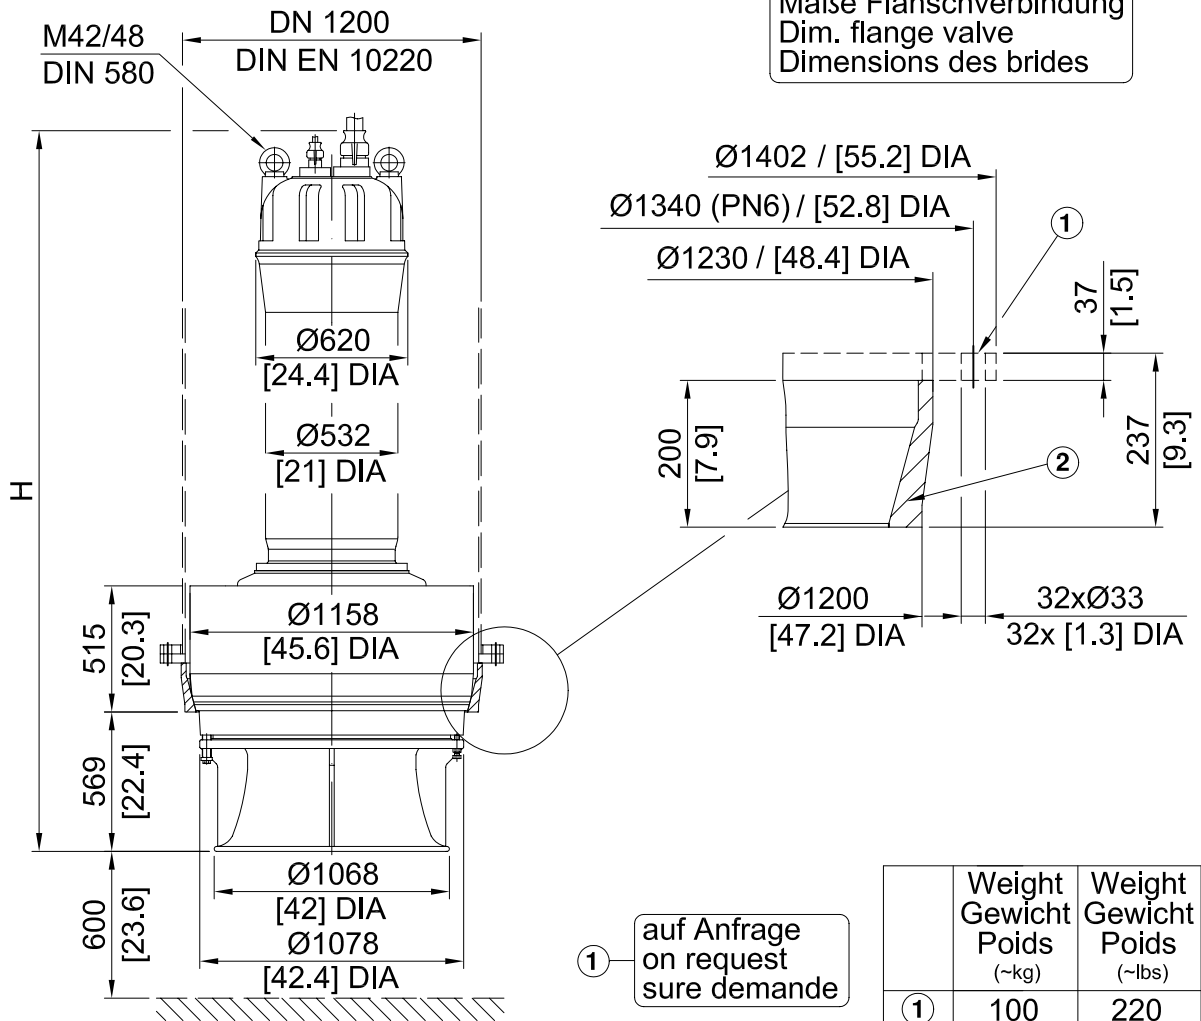 M42/48
DIN 580
DN 1200
DIN EN 10220
Maße Flanschverbindung
Dim. flange valve
Dimensions des brides
Ø1402 / [55.2] DIA
Ø1340 (PN6) / [52.8] DIA
Ø1230 / [48.4] DIA
1
37
[1.5]
200
[7.9]
237
[9.3]
2
Ø1200
[47.2] DIA
32xØ33
32x [1.3] DIA
Ø620
[24.4] DIA
Ø532
[21] DIA
H
Ø1158
[45.6] DIA
515
[20.3]
569
[22.4]
600
[23.6]
Ø1068
[42] DIA
Ø1078
[42.4] DIA
1
auf Anfrage
on request
sure demande
Weight
Gewicht
Poids
(~kg)
Weight
Gewicht
Poids
(~lbs)
1 100 220